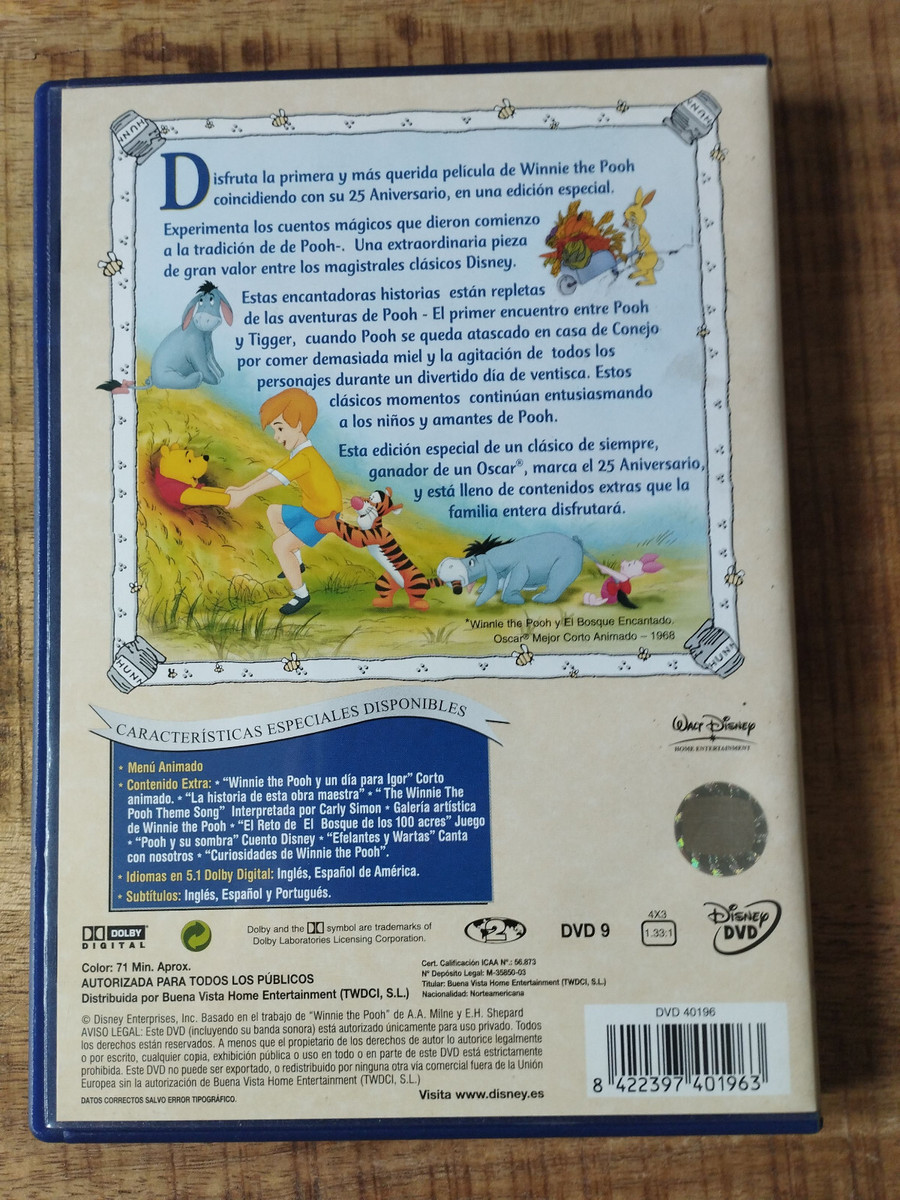 HUNN
HUNN
Disfruta la primera y más querida película de Winnie the Pooh
coincidiendo con su 25 Aniversario, en una edición especial.
Experimenta los cuentos mágicos que dieron comienzo
a la tradición de de Pooh-. Una extraordinaria pieza
de gran valor entre los magistrales clásicos Disney.
Estas encantadoras historias están repletas
de las aventuras de Pooh - El primer encuentro entre Pooh
y Tigger, cuando Pooh se queda atascado en casa de Conejo
por comer demasiada miel y la agitación de todos los
personajes durante un divertido día de ventisca. Estos
clásicos momentos continúan entusiasmando
a los niños y amantes de Pooh.
Esta edición especial de un clásico de siempre,
ganador de un Oscar®, marca el 25 Aniversario,
y está lleno de contenidos extras que la
familia entera disfrutará.
*Winnie the Pooh y El Bosque Encantado.
Oscar® Mejor Corto Animado – 1968
HUNN
HUNN
CARACTERÍSTICAS ESPECIALES DISPONIBLES
• Menú Animado
• Contenido Extra: • “Winnie the Pooh y un día para Igor” Corto
animado. • “La historia de esta obra maestra” • “ The Winnie The
Pooh Theme Song” Interpretada por Carly Simon • Galería artística
de Winnie the Pooh • “El Reto de El Bosque de los 100 acres” Juego
• “Pooh y su sombra” Cuento Disney • “Efelantes y Wartas” Canta
con nosotros • “Curiosidades de Winnie the Pooh”.
• Idiomas en 5.1 Dolby Digital: Inglés, Español de América.
• Subtítulos: Inglés, Español y Portugués.
WALT DISNEY
HOME ENTERTAINMENT
DOLBY
DIGITAL
Dolby and the DD symbol are trademarks of
Dolby Laboratories Licensing Corporation.
2
DVD 9
4X3
1.33:1
DISNEY
DVD
Color: 71 Min. Aprox.
AUTORIZADA PARA TODOS LOS PÚBLICOS
Distribuida por Buena Vista Home Entertainment (TWDCI, S.L.)
Cert. Calificación ICAA Nº.: 56.873
Nº Depósito Legal: M-35850-03
Titular: Buena Vista Home Entertainment (TWDCI, S.L.)
Nacionalidad: Norteamericana
© Disney Enterprises, Inc. Basado en el trabajo de “Winnie the Pooh” de A.A. Milne y E.H. Shepard
AVISO LEGAL: Este DVD (incluyendo su banda sonora) está autorizado únicamente para uso privado. Todos
los derechos están reservados. A menos que el propietario de los derechos de autor lo autorice legalmente
o por escrito, cualquier copia, exhibición pública o uso en todo o en parte de este DVD está estrictamente
prohibida. Este DVD no puede ser exportado, o redistribuido por ninguna otra vía comercial fuera de la Unión
Europea sin la autorización de Buena Vista Home Entertainment (TWDCI, S.L.)
DATOS CORRECTOS SALVO ERROR TIPOGRÁFICO.
Visita www.disney.es
DVD 40196
8 422397 401963